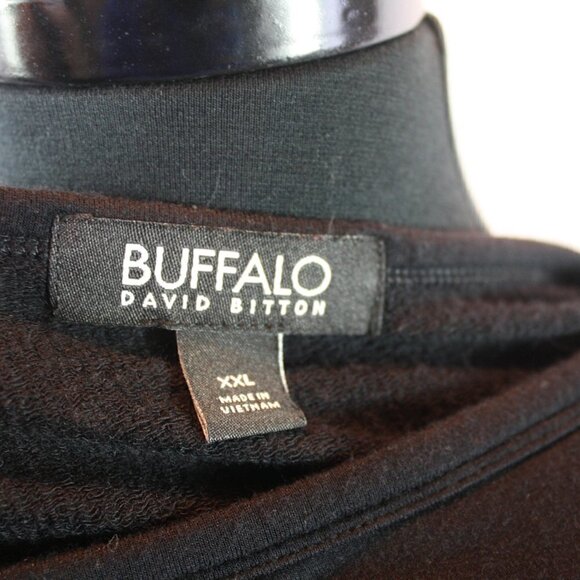 BUFFALO
DAVID BITTON
XXL
MADE IN
VIETNAM